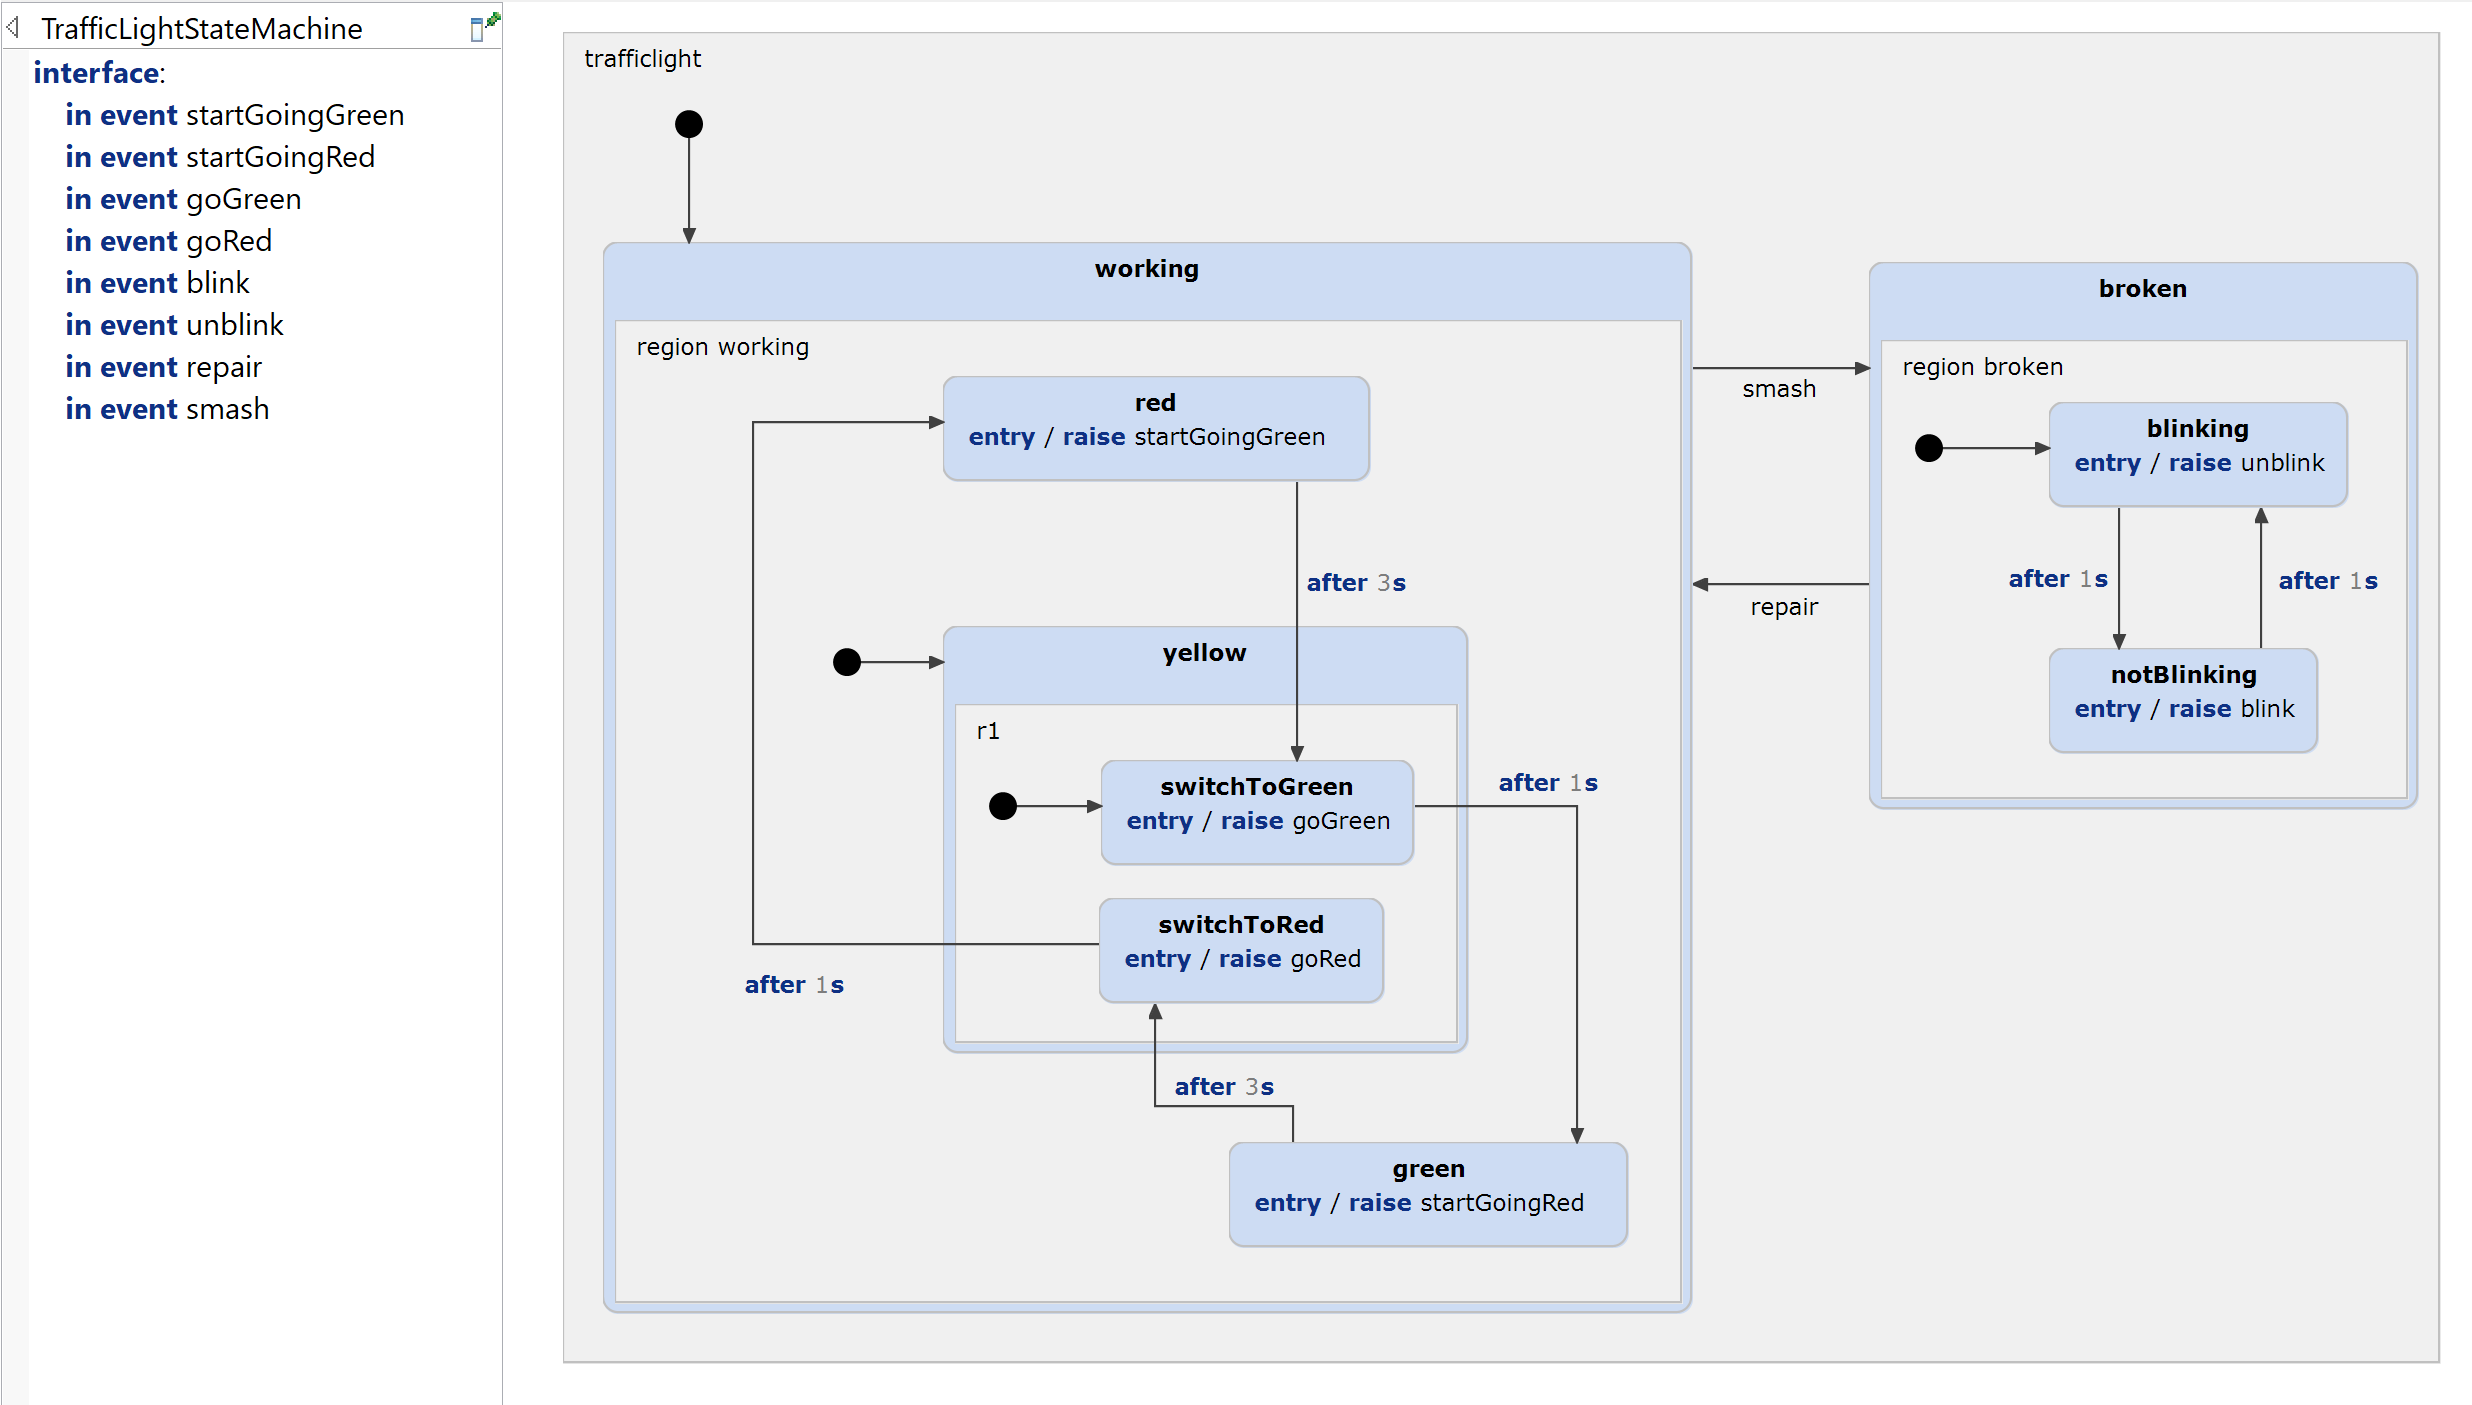 TrafficLightStateMachine
interface:
in event startGoingGreen
in event startGoingRed
in event goGreen
in event goRed
in event blink
in event unblink
in event repair
in event smash
trafficlight
working
region working
red
entry / raise startGoingGreen
after 3s
yellow
r1
switchToGreen
entry / raise goGreen
after 1s
switchToRed
entry / raise goRed
after 1s
after 3s
green
entry / raise startGoingRed
smash
repair
broken
region broken
blinking
entry / raise unblink
after 1s
after 1s
notBlinking
entry / raise blink